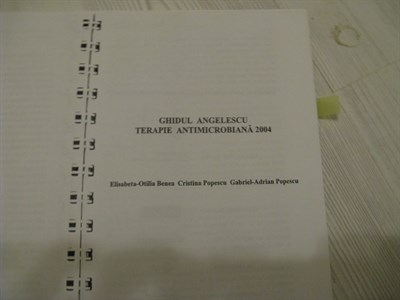 GHIDUL ANGELESCU
TERAPIE ANTIMICROBIANĂ 2004
Elisabeta-Otilia Benea Cristina Popescu Gabriel-Adrian Popescu